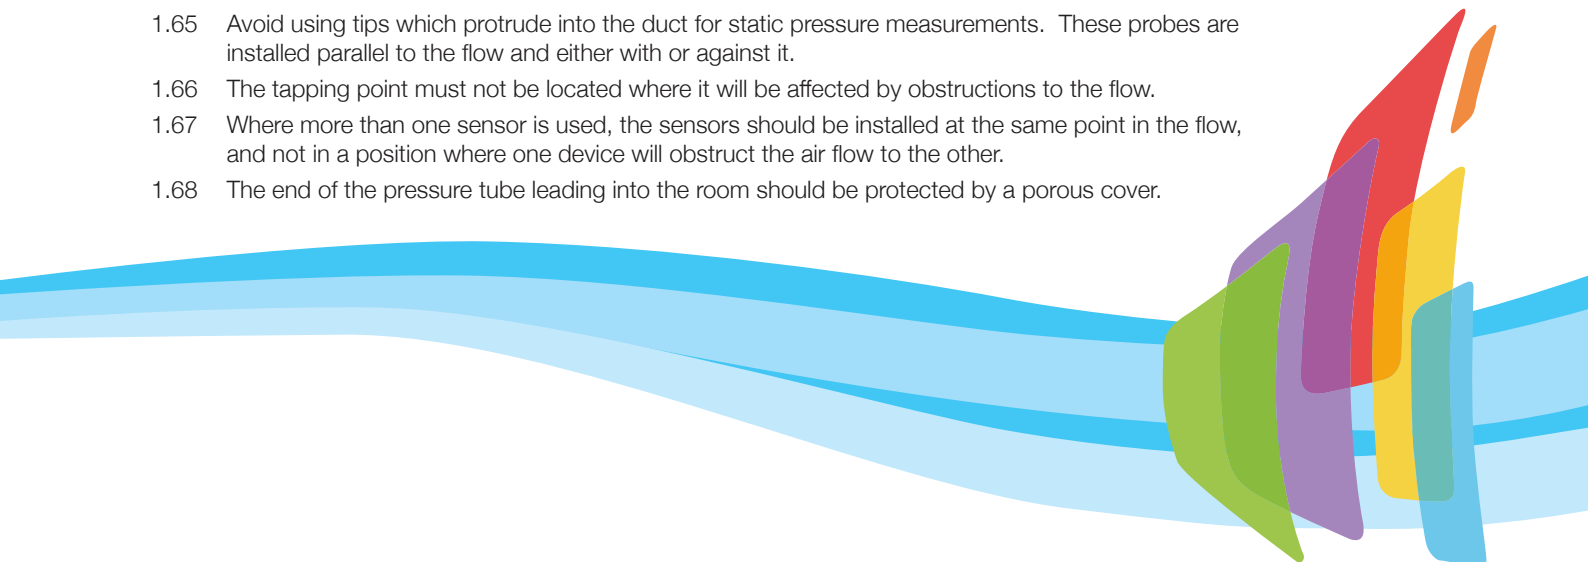 1.65 Avoid using tips which protrude into the duct for static pressure measurements. These probes are
installed parallel to the flow and either with or against it.
1.66 The tapping point must not be located where it will be affected by obstructions to the flow.
1.67 Where more than one sensor is used, the sensors should be installed at the same point in the flow,
and not in a position where one device will obstruct the air flow to the other.
1.68 The end of the pressure tube leading into the room should be protected by a porous cover.